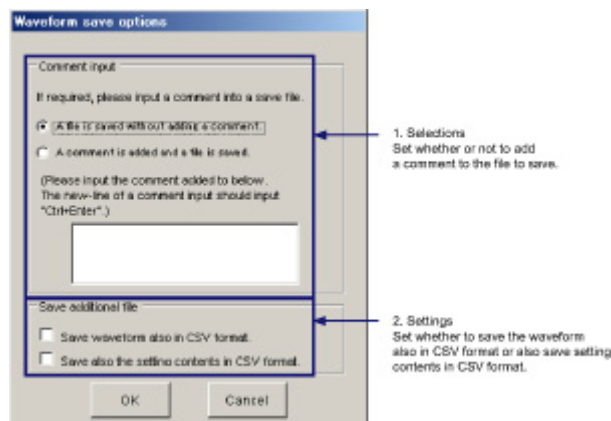 Waveform save options
Comment input
If required, please input a comment into a save file.
A file is saved without adding a comment.
A comment is added and a file is saved.
(Please input the comment added to below.
The new-line of a comment input should input
"Ctrl+Enter".)
Save additional file
Save waveform also in CSV format.
Save also the setting contents in CSV format.
OK
Cancel
1. Selections
Set whether or not to add
a comment to the file to save.
2. Settings
Set whether to save the waveform
also in CSV format or also save setting
contents in CSV format.